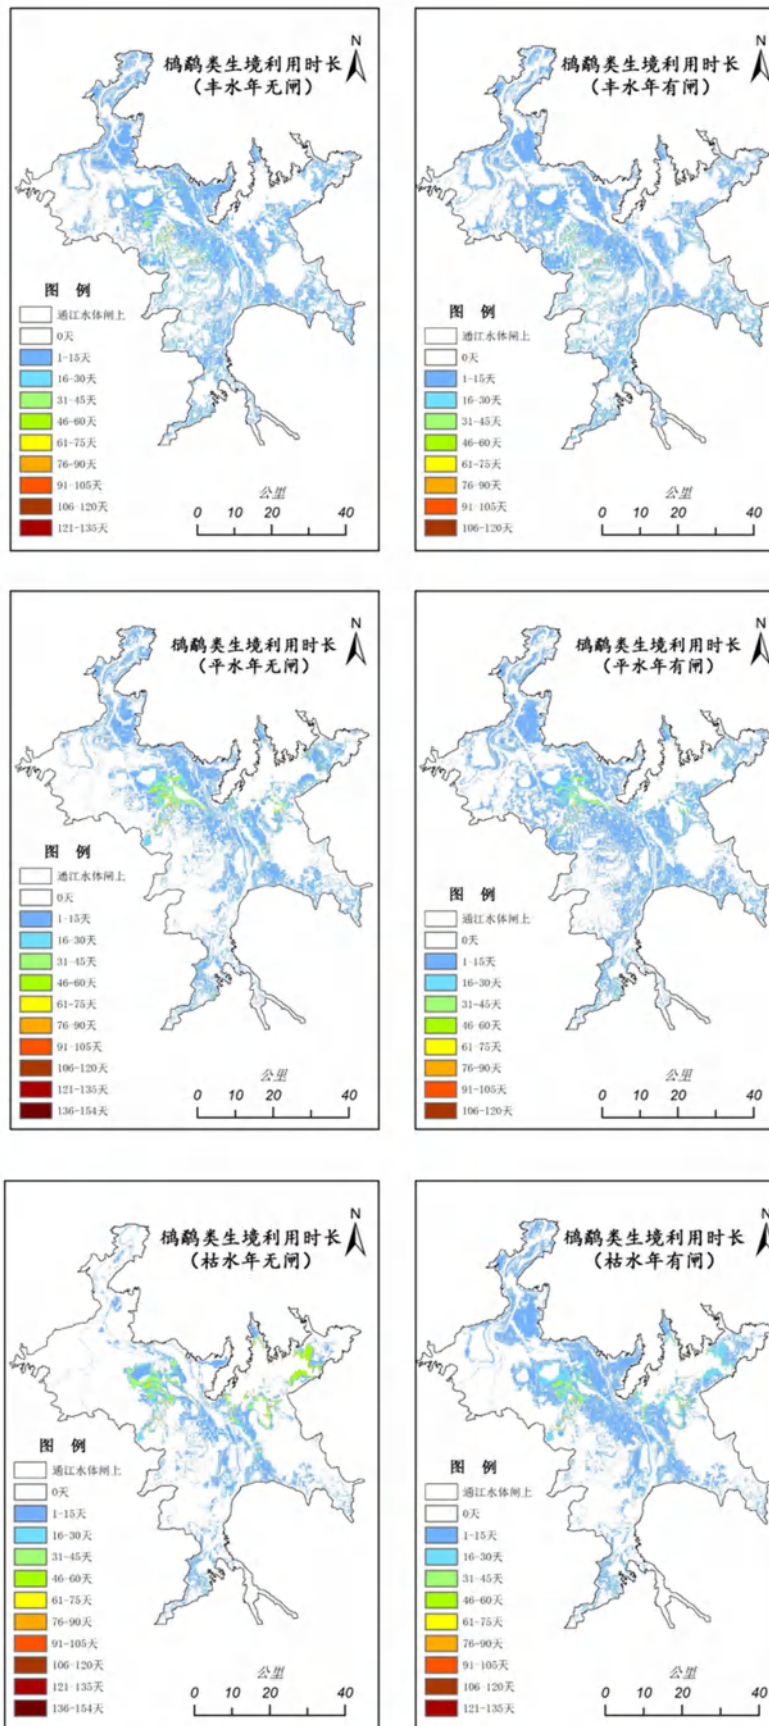 N
鸻鹬类生境利用时长
（丰水年无闸）
图 例
通江水体闸上
0天
1-15天
16-30天
31-45天
46-60天
61-75天
76-90天
91-105天
106-120天
121-135天
公里
0 10 20 40
N
鸻鹬类生境利用时长
（丰水年有闸）
图 例
通江水体闸上
0天
1-15天
16-30天
31-45天
46-60天
61-75天
76-90天
91-105天
106-120天
公里
0 10 20 40
N
鸻鹬类生境利用时长
（平水年无闸）
图 例
通江水体闸上
0天
1-15天
16-30天
31-45天
46-60天
61-75天
76-90天
91-105天
106-120天
121-135天
136-154天
公里
0 10 20 40
N
鸻鹬类生境利用时长
（平水年有闸）
图 例
通江水体闸上
0天
1-15天
16-30天
31-45天
46-60天
61-75天
76-90天
91-105天
106-120天
公里
0 10 20 40
N
鸻鹬类生境利用时长
（枯水年无闸）
图 例
通江水体闸上
0天
1-15天
16-30天
31-45天
46-60天
61-75天
76-90天
91-105天
106-120天
121-135天
136-154天
公里
0 10 20 40
N
鸻鹬类生境利用时长
（枯水年有闸）
图 例
通江水体闸上
0天
1-15天
16-30天
31-45天
46-60天
61-75天
76-90天
91-105天
106-120天
121-135天
公里
0 10 20 40